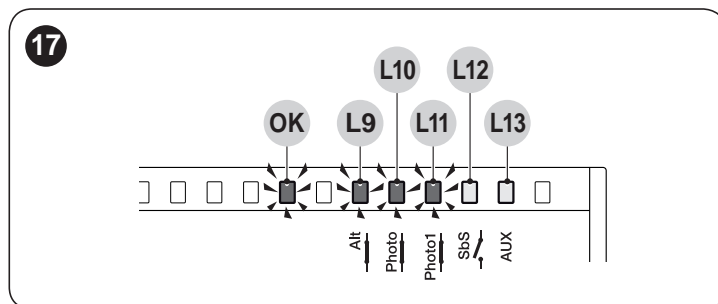 17
L10 L12
OK L9 L11 L13
Alt
Photo
Photo1
SbS
AUX